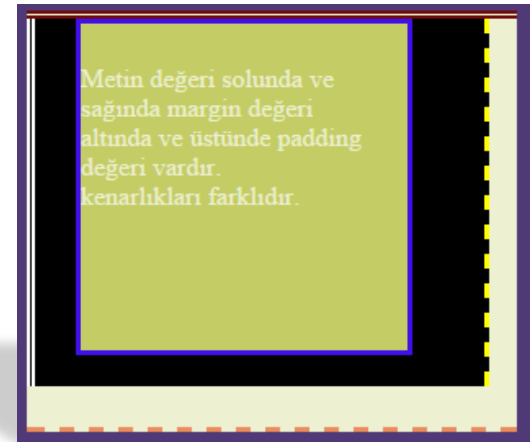 Metin değeri solunda ve
sağında margin değeri
altında ve üstünde padding
değeri vardır.
kenarlıkları farklıdır.